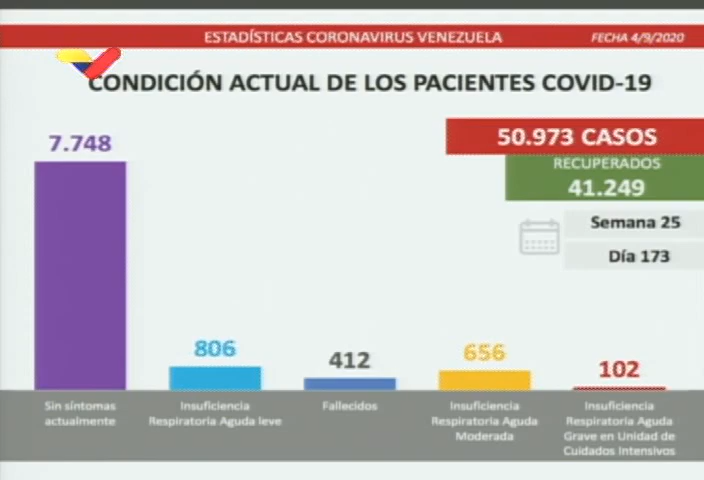 ESTADÍSTICAS CORONAVIRUS VENEZUELA
FECHA 4/9/2020
CONDICIÓN ACTUAL DE LOS PACIENTES COVID-19
50.973 CASOS
RECUPERADOS
41.249
Semana 25
Día 173
7.748
806
412
656
102
Sin síntomas
actualmente
Insuficiencia
Respiratoria Aguda leve
Fallecidos
Insuficiencia
Respiratoria Aguda
Moderada
Insuficiencia
Respiratoria Aguda
Grave en Unidad de
Cuidados Intensivos